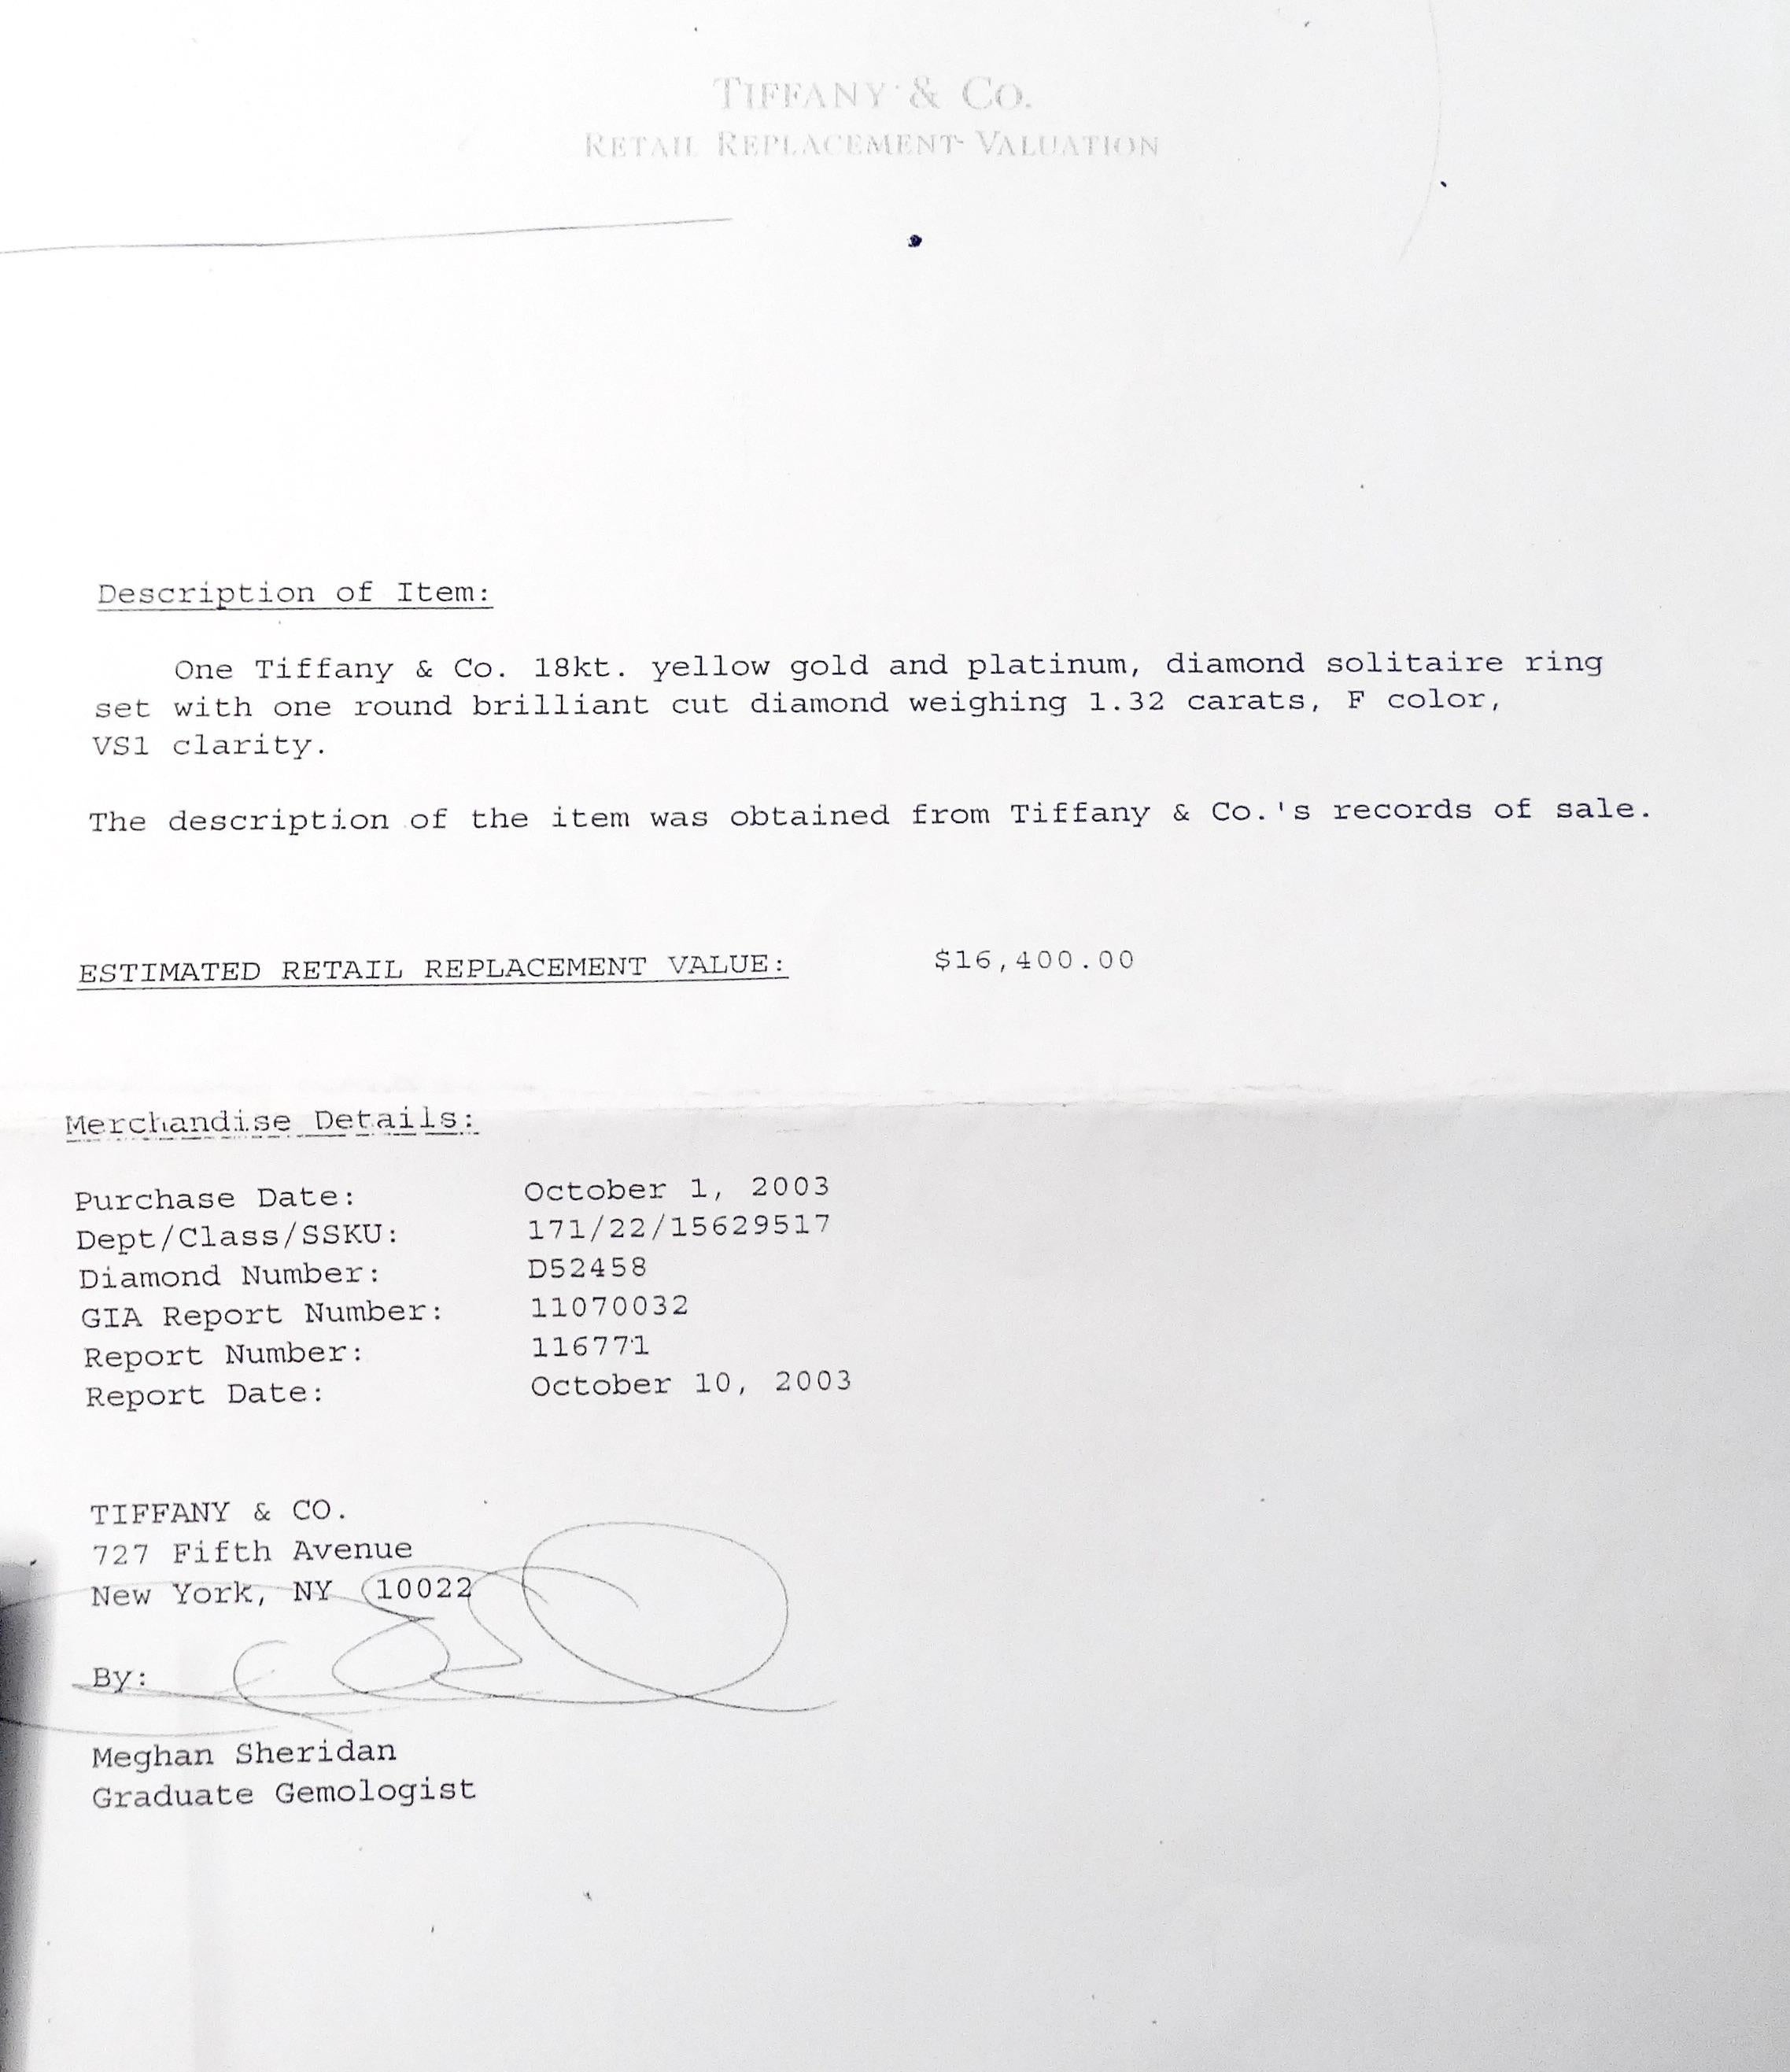 TIFFANY & CO.
RETAIL REPLACEMENT VALUATION
Description of Item:
One Tiffany & Co. 18kt. yellow gold and platinum, diamond solitaire ring
set with one round brilliant cut diamond weighing 1.32 carats, F color,
VS1 clarity.
The description of the item was obtained from Tiffany & Co.'s records of sale.
ESTIMATED RETAIL REPLACEMENT VALUE: $16,400.00
Merchandise Details:
Purchase Date: October 1, 2003
Dept/Class/SSKU: 171/22/15629517
Diamond Number: D52458
GIA Report Number: 11070032
Report Number: 116771
Report Date: October 10, 2003
TIFFANY & CO.
727 Fifth Avenue
New York, NY 10022
By:
Meghan Sheridan
Graduate Gemologist